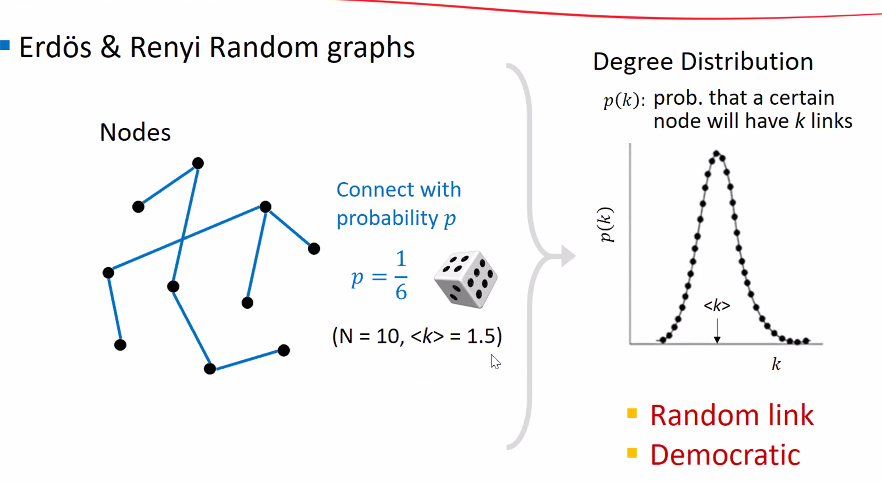 Erdös & Renyi Random graphs
Nodes
Connect with
probability p
p = 1/6
(N = 10, <k> = 1.5)
Degree Distribution
p(k): prob. that a certain
node will have k links
p(k)
<k>
k
Random link
Democratic